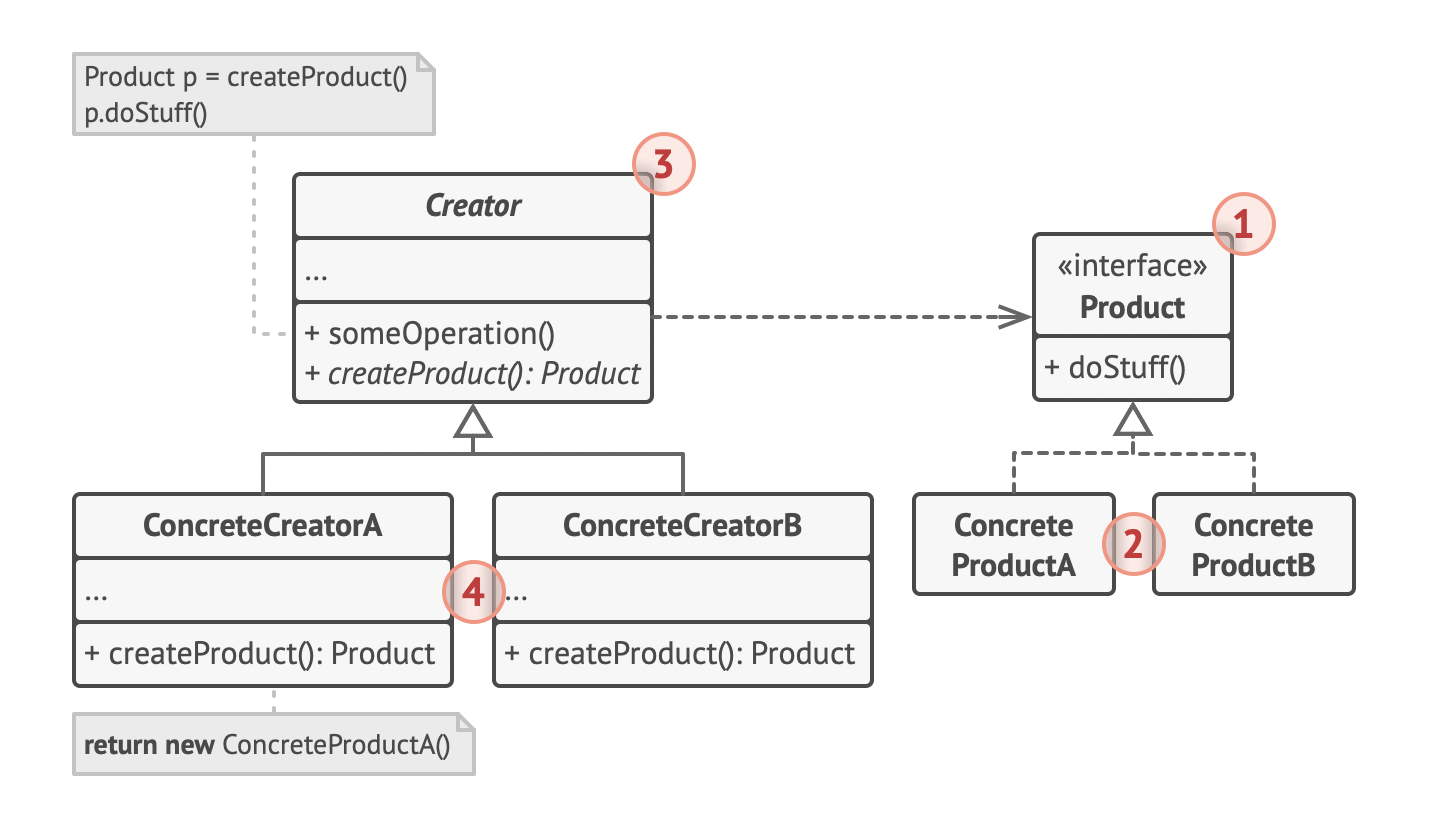 Product p = createProduct()
p.doStuff()
3
Creator
...
+ someOperation()
+ createProduct(): Product
1
«interface»
Product
+ doStuff()
ConcreteCreatorA
...
+ createProduct(): Product
4
ConcreteCreatorB
...
+ createProduct(): Product
Concrete
ProductA
2
Concrete
ProductB
return new ConcreteProductA()